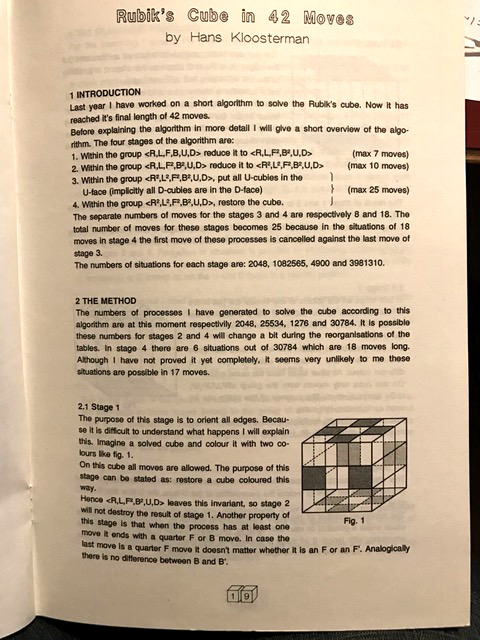 Rubik's Cube in 42 Moves
by Hans Kloosterman
1 INTRODUCTION
Last year I have worked on a short algorithm to solve the Rubik's cube. Now it has
reached it's final length of 42 moves.
Before explaining the algorithm in more detail I will give a short overview of the algo-
rithm. The four stages of the algorithm are:
1. Within the group <R,L,F,B,U,D> reduce it to <R,L,F²,B²,U,D> (max 7 moves)
2. Within the group <R,L,F²,B²,U,D> reduce it to <R²,L²,F²,B²,U,D> (max 10 moves)
3. Within the group <R²,L²,F²,B²,U,D>, put all U-cubies in the }
U-face (implicitly all D-cubies are in the D-face) } (max 25 moves)
4. Within the group <R²,L²,F²,B²,U,D>, restore the cube. }
The separate numbers of moves for the stages 3 and 4 are respectively 8 and 18. The
total number of moves for these stages becomes 25 because in the situations of 18
moves in stage 4 the first move of these processes is cancelled against the last move of
stage 3.
The numbers of situations for each stage are: 2048, 1082565, 4900 and 3981310.
2 THE METHOD
The numbers of processes I have generated to solve the cube according to this
algorithm are at this moment respectivily 2048, 25534, 1276 and 30784. It is possible
these numbers for stage 2 and 4 will change a bit during the reorganisations of the
tables. In stage 4 there are 6 situations out of 30784 which are 18 moves long.
Although I have not proved it yet completely, it seems very unlikely to me these
situations are possible in 17 moves.
2.1 Stage 1
The purpose of this stage is to orient all edges. Becau-
se it is difficult to understand what happens I will explain
this. Imagine a solved cube and colour it with two co-
lours like fig. 1.
On this cube all moves are allowed. The purpose of this
stage can be stated as: restore a cube coloured this
way.
Hence <R,L,F²,B²,U,D> leaves this invariant, so stage 2
will not destroy the result of stage 1. Another property of
this stage is that when the process has at least one
move it ends with a quarter F or B move. In case the
last move is a quarter F move it doesn't matter whether it is an F or an F'. Analogically
there is no difference between B and B'.
Fig. 1
19